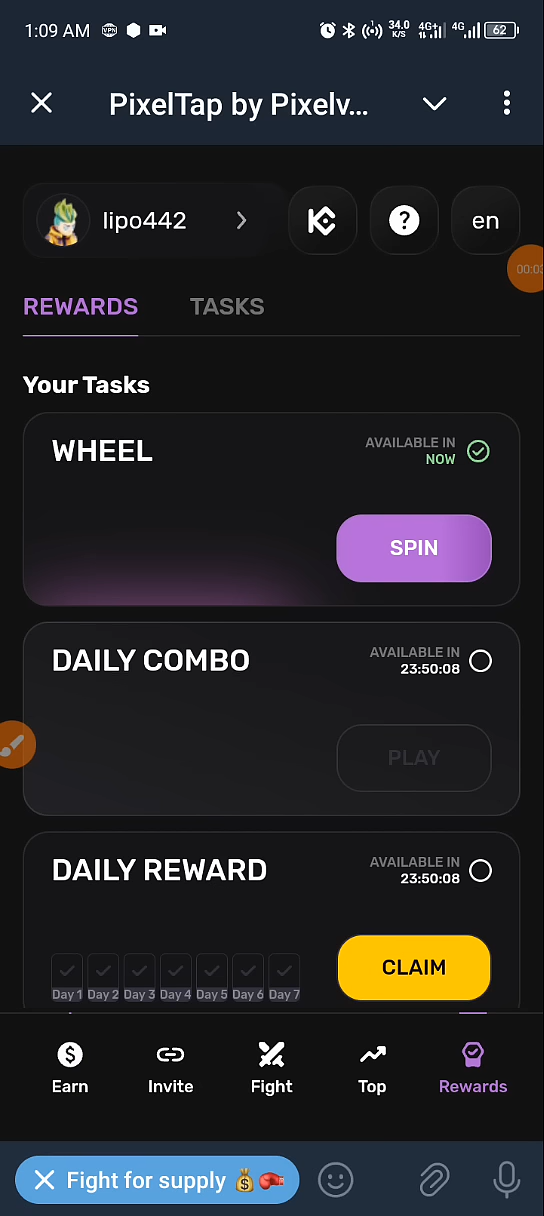 1:09 AM VPN 34.0 K/S 4G+ 4G 62
PixelTap by Pixelv...
lipo442 en
00:03
REWARDS TASKS
Your Tasks
WHEEL
AVAILABLE IN
NOW
SPIN
DAILY COMBO
AVAILABLE IN
23:50:08
PLAY
DAILY REWARD
AVAILABLE IN
23:50:08
CLAIM
Day 1 Day 2 Day 3 Day 4 Day 5 Day 6 Day 7
Earn Invite Fight Top Rewards
Fight for supply 💰🥊